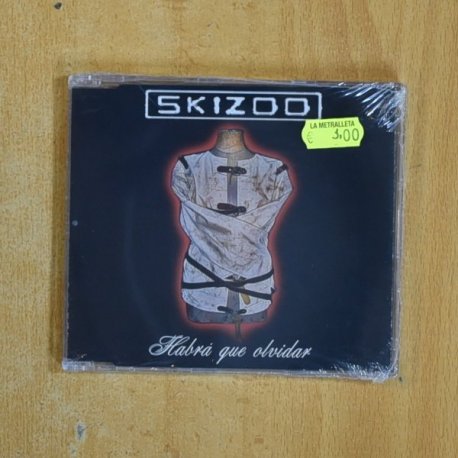 SKIZOO
LA METRALLETA
€ 3,00
Habrá que olvidar